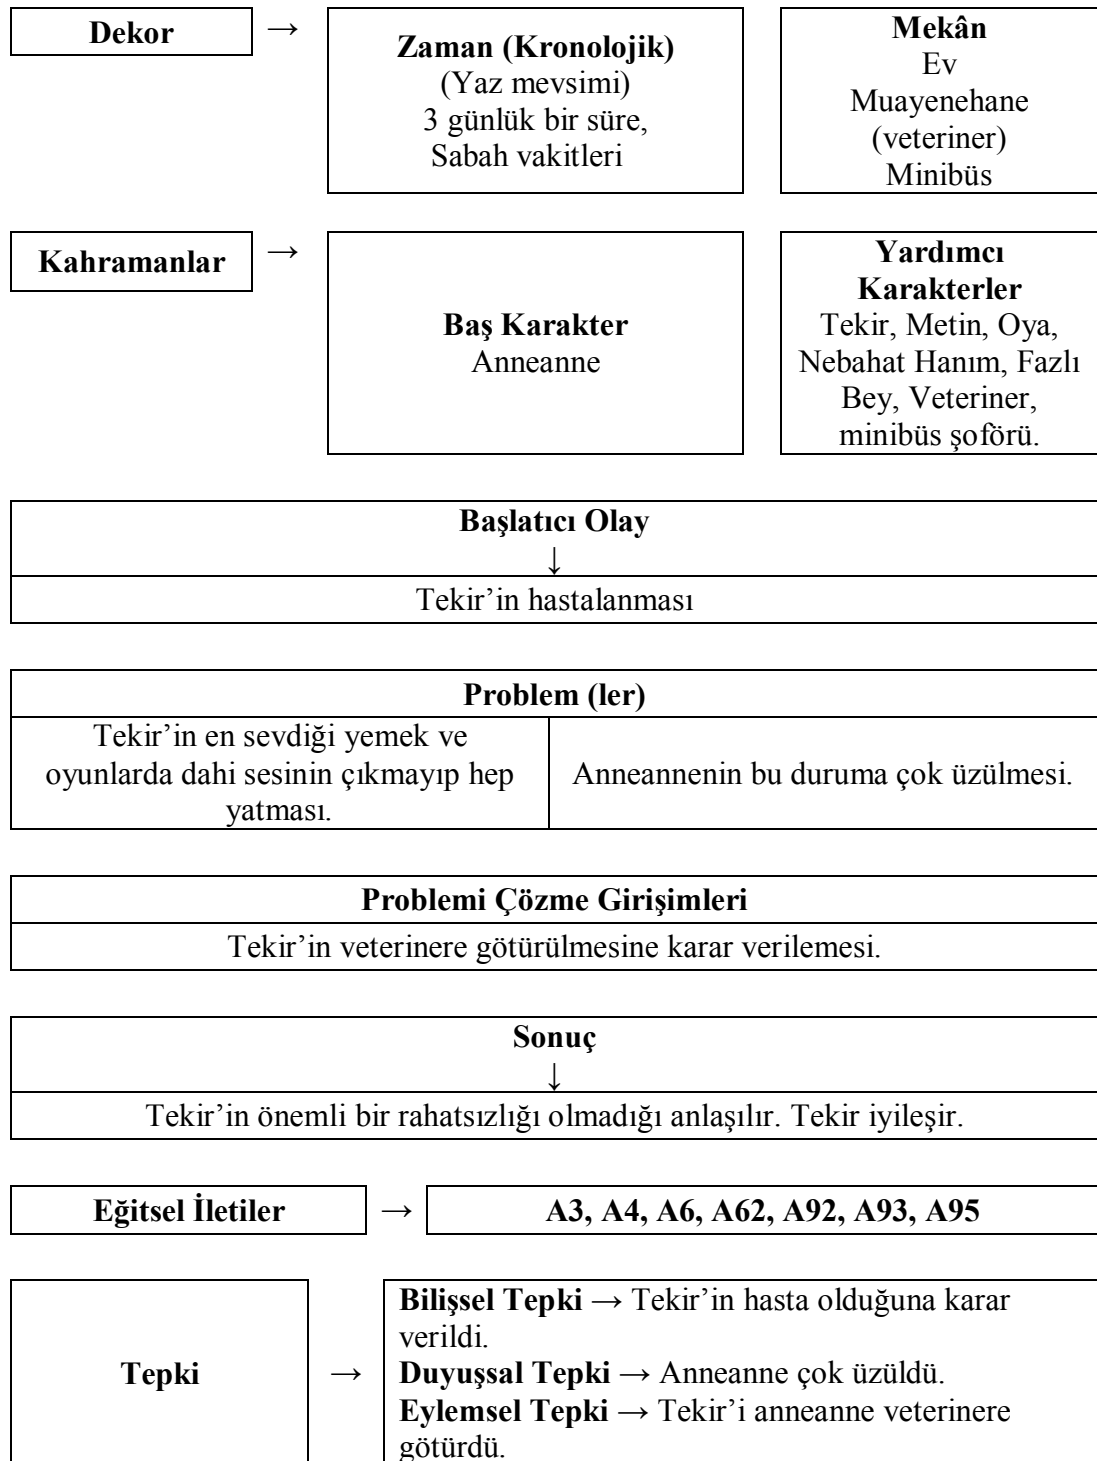 Dekor
→
Zaman (Kronolojik)
(Yaz mevsimi)
3 günlük bir süre,
Sabah vakitleri
Mekân
Ev
Muayenehane
(veteriner)
Minibüs
Kahramanlar
→
Baş Karakter
Anneanne
Yardımcı
Karakterler
Tekir, Metin, Oya,
Nebahat Hanım, Fazlı
Bey, Veteriner,
minibüs şoförü.
Başlatıcı Olay
↓
Tekir’in hastalanması
Problem (ler)
Tekir’in en sevdiği yemek ve
oyunlarda dahi sesinin çıkmayıp hep
yatması.
Anneannenin bu duruma çok üzülmesi.
Problemi Çözme Girişimleri
Tekir’in veterinere götürülmesine karar verilemesi.
Sonuç
↓
Tekir’in önemli bir rahatsızlığı olmadığı anlaşılır. Tekir iyileşir.
Eğitsel İletiler
→
A3, A4, A6, A62, A92, A93, A95
Tepki
→
Bilişsel Tepki → Tekir’in hasta olduğuna karar
verildi.
Duyuşsal Tepki → Anneanne çok üzüldü.
Eylemsel Tepki → Tekir’i anneanne veterinere
götürdü.